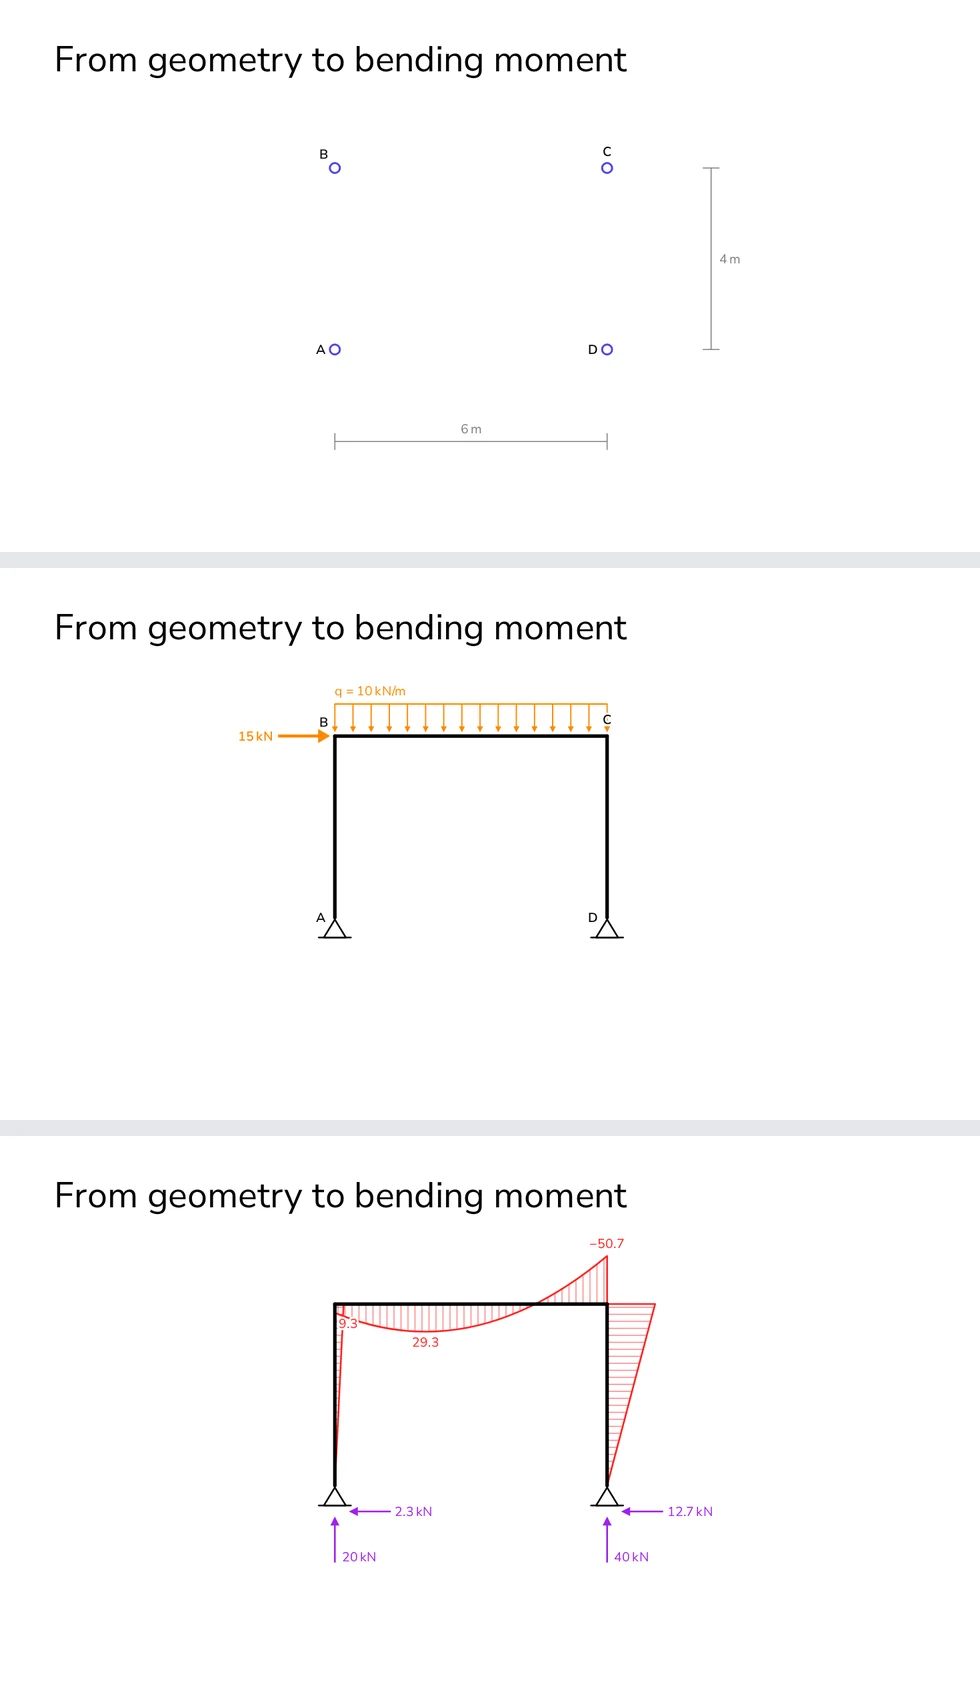 From geometry to bending moment
B
C
4 m
A
D
6 m
From geometry to bending moment
q = 10 kN/m
B
C
15 kN
A
D
From geometry to bending moment
−50.7
9.3
29.3
2.3 kN
12.7 kN
20 kN
40 kN